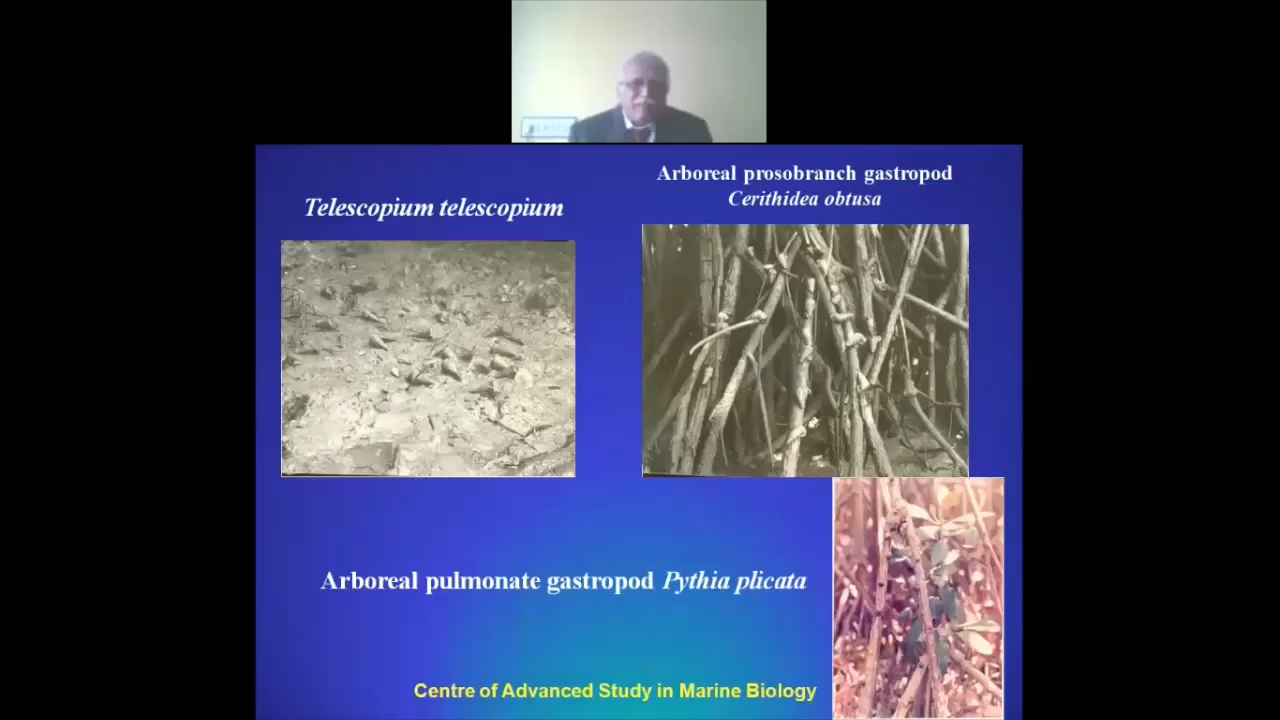 Arboreal prosobranch gastropod
Cerithidea obtusa
Telescopium telescopium
Arboreal pulmonate gastropod Pythia plicata
Centre of Advanced Study in Marine Biology